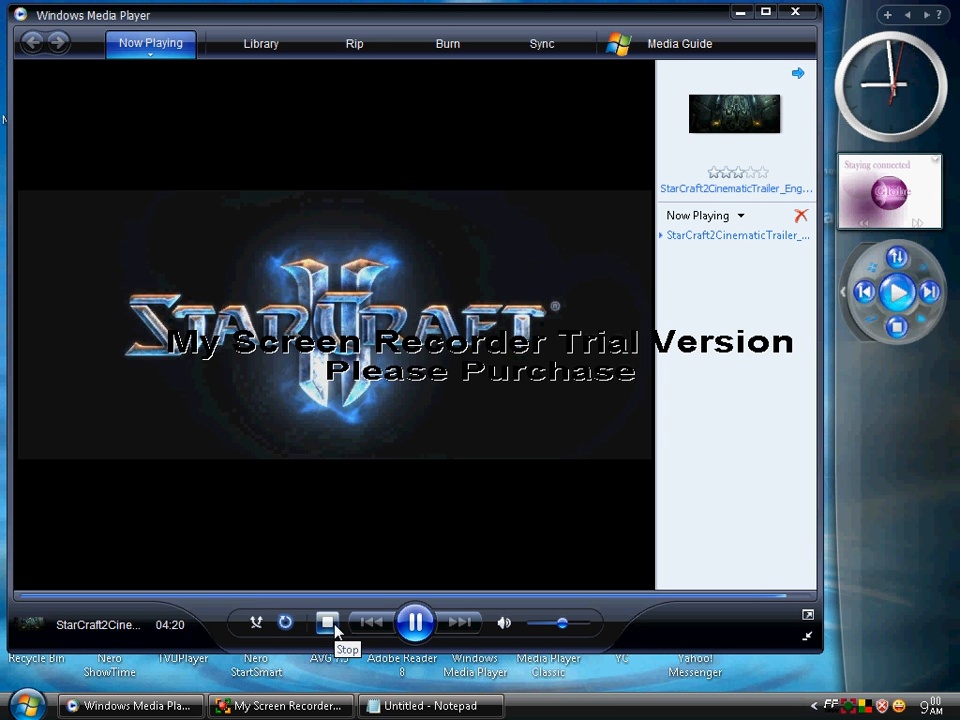 Windows Media Player
Now Playing
Library
Rip
Burn
Sync
Media Guide
StarCraft2CinematicTrailer_Eng...
Now Playing
StarCraft2CinematicTrailer_...
STARCRAFT®
II
My Screen Recorder Trial Version
Please Purchase
Staying connected
StarCraft2Cine...
04:20
Stop
Recycle Bin
Nero ShowTime
TVUPlayer
Nero StartSmart
Adobe Reader 8
Windows Media Player
Media Player Classic
YC
Yahoo! Messenger
Windows Media Pla...
My Screen Recorder...
Untitled - Notepad
9:00 AM